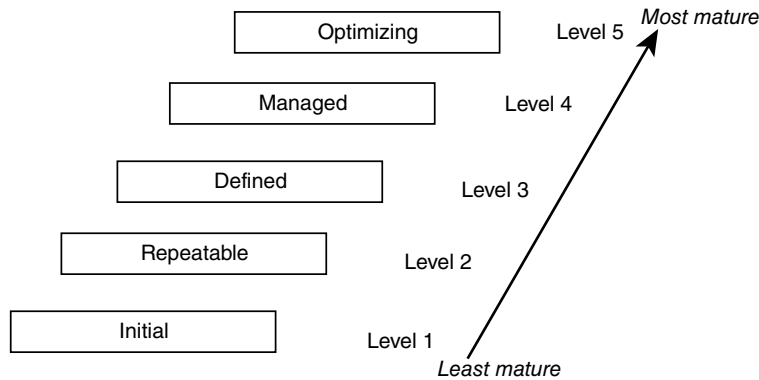 Most mature
Optimizing Level 5
Managed Level 4
Defined Level 3
Repeatable Level 2
Initial Level 1
Least mature